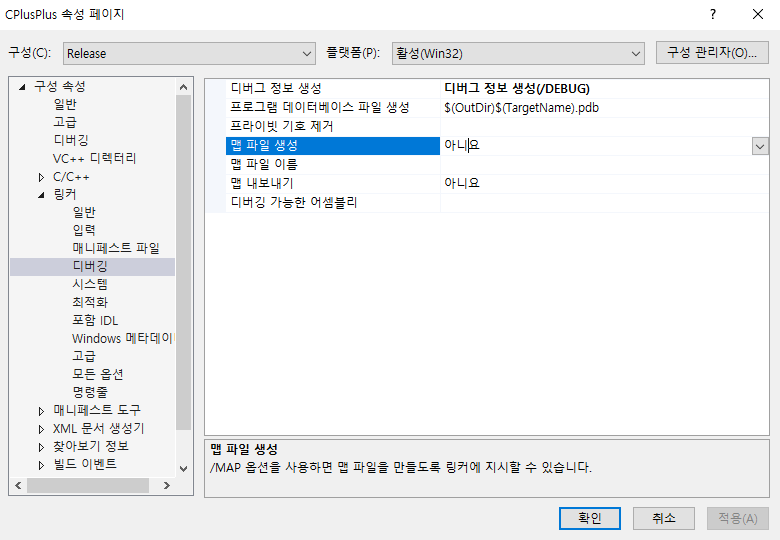 CPlusPlus 속성 페이지
구성(C): Release 플랫폼(P): 활성(Win32) 구성 관리자(O)...
구성 속성
일반
고급
디버깅
VC++ 디렉터리
C/C++
링커
일반
입력
매니페스트 파일
디버깅
시스템
최적화
포함 IDL
Windows 메타데이
고급
모든 옵션
명령줄
매니페스트 도구
XML 문서 생성기
찾아보기 정보
빌드 이벤트
디버그 정보 생성 디버그 정보 생성(/DEBUG)
프로그램 데이터베이스 파일 생성 $(OutDir)$(TargetName).pdb
프라이빗 기호 제거
맵 파일 생성 아니요
맵 파일 이름
맵 내보내기 아니요
디버깅 가능한 어셈블리
맵 파일 생성
/MAP 옵션을 사용하면 맵 파일을 만들도록 링커에 지시할 수 있습니다.
확인 취소 적용(A)